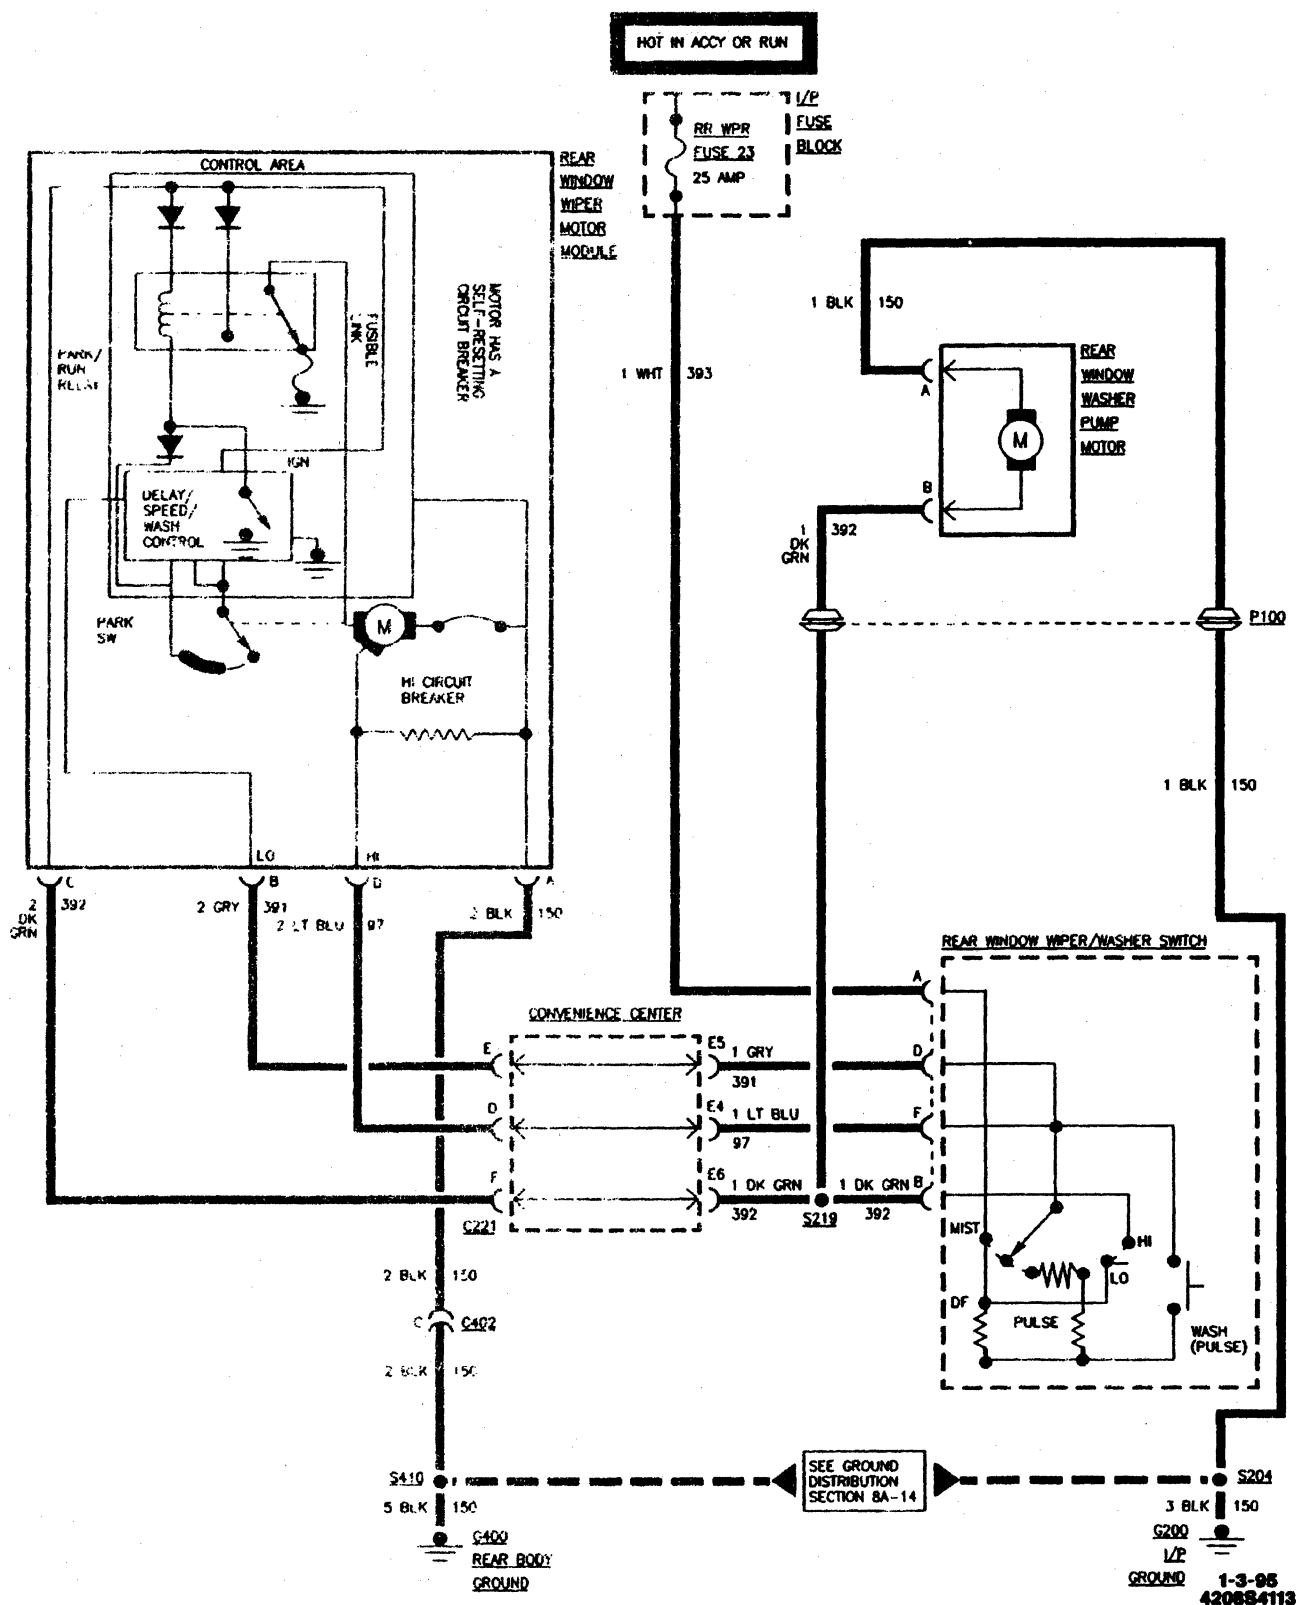 HOT IN ACCY OR RUN
I/P
FUSE
BLOCK
RR WPR
FUSE 23
25 AMP
CONTROL AREA
REAR
WINDOW
WIPER
MOTOR
MODULE
MOTOR HAS A
SELF-RESETTING
CIRCUIT BREAKER
FUSIBLE
LINK
PARK/
RUN
RELAY
IGN
DELAY/
SPEED/
WASH
CONTROL
PARK
SW
M
HI CIRCUIT
BREAKER
LO
HI
C
B
D
A
2
DK
GRN
392
2 GRY
391
2 LT BLU
97
2 BLK
150
1 WHT
393
1 BLK
150
A
B
M
REAR
WINDOW
WASHER
PUMP
MOTOR
1
DK
GRN
392
P100
1 BLK
150
REAR WINDOW WIPER/WASHER SWITCH
CONVENIENCE CENTER
A
E
E5
1 GRY
391
D
D
E4
1 LT BLU
97
F
F
E6
1 DK GRN
392
1 DK GRN
392
B
C221
S219
MIST
HI
LO
DF
PULSE
WASH
(PULSE)
2 BLK
150
C
C402
2 BLK
150
S410
SEE GROUND
DISTRIBUTION
SECTION 8A-14
S204
5 BLK
150
3 BLK
150
G400
REAR BODY
GROUND
G200
I/P
GROUND
1-3-95
4208S4113